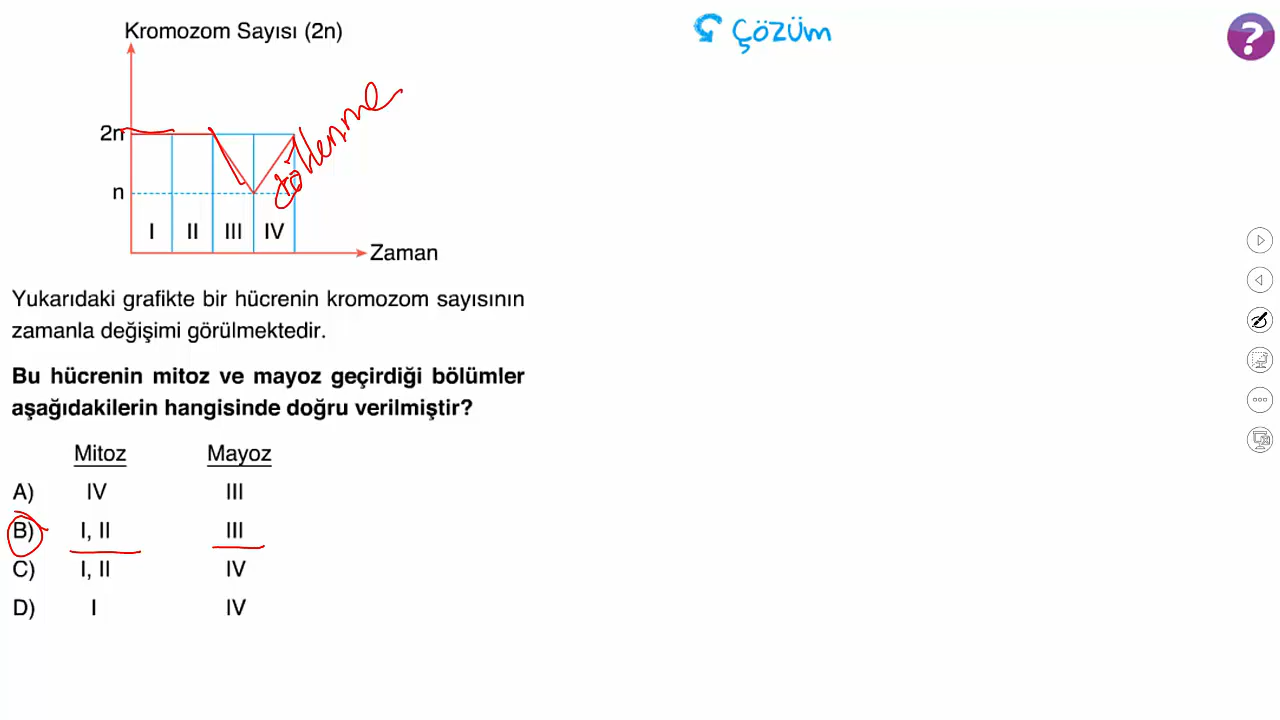 Kromozom Sayısı (2n)
Çözüm
?
2n
n
töllenme
I II III IV
Zaman
Yukarıdaki grafikte bir hücrenin kromozom sayısının
zamanla değişimi görülmektedir.
Bu hücrenin mitoz ve mayoz geçirdiği bölümler
aşağıdakilerin hangisinde doğru verilmiştir?
Mitoz Mayoz
A) IV III
B) I, II III
C) I, II IV
D) I IV